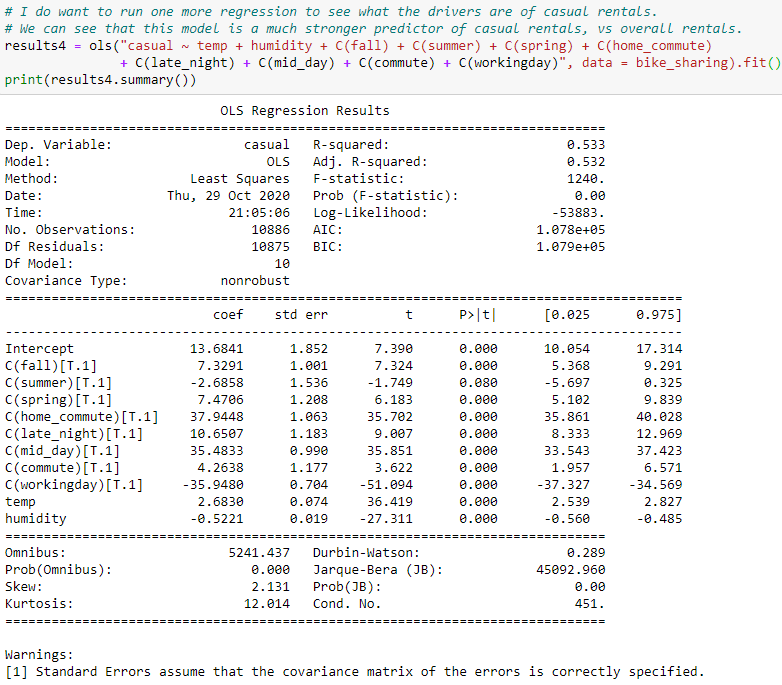 # I do want to run one more regression to see what the drivers are of casual rentals.
# We can see that this model is a much stronger predictor of casual rentals, vs overall rentals.
results4 = ols("casual ~ temp + humidity + C(fall) + C(summer) + C(spring) + C(home_commute)
+ C(late_night) + C(mid_day) + C(commute) + C(workingday)", data = bike_sharing).fit()
print(results4.summary())
OLS Regression Results
==============================================================================
Dep. Variable: casual R-squared: 0.533
Model: OLS Adj. R-squared: 0.532
Method: Least Squares F-statistic: 1240.
Date: Thu, 29 Oct 2020 Prob (F-statistic): 0.00
Time: 21:05:06 Log-Likelihood: -53883.
No. Observations: 10886 AIC: 1.078e+05
Df Residuals: 10875 BIC: 1.079e+05
Df Model: 10
Covariance Type: nonrobust
========================================================================================
coef std err t P>|t| [0.025 0.975]
----------------------------------------------------------------------------------------
Intercept 13.6841 1.852 7.390 0.000 10.054 17.314
C(fall)[T.1] 7.3291 1.001 7.324 0.000 5.368 9.291
C(summer)[T.1] -2.6858 1.536 -1.749 0.080 -5.697 0.325
C(spring)[T.1] 7.4706 1.208 6.183 0.000 5.102 9.839
C(home_commute)[T.1] 37.9448 1.063 35.702 0.000 35.861 40.028
C(late_night)[T.1] 10.6507 1.183 9.007 0.000 8.333 12.969
C(mid_day)[T.1] 35.4833 0.990 35.851 0.000 33.543 37.423
C(commute)[T.1] 4.2638 1.177 3.622 0.000 1.957 6.571
C(workingday)[T.1] -35.9480 0.704 -51.094 0.000 -37.327 -34.569
temp 2.6830 0.074 36.419 0.000 2.539 2.827
humidity -0.5221 0.019 -27.311 0.000 -0.560 -0.485
==============================================================================
Omnibus: 5241.437 Durbin-Watson: 0.289
Prob(Omnibus): 0.000 Jarque-Bera (JB): 45092.960
Skew: 2.131 Prob(JB): 0.00
Kurtosis: 12.014 Cond. No. 451.
==============================================================================
Warnings:
[1] Standard Errors assume that the covariance matrix of the errors is correctly specified.